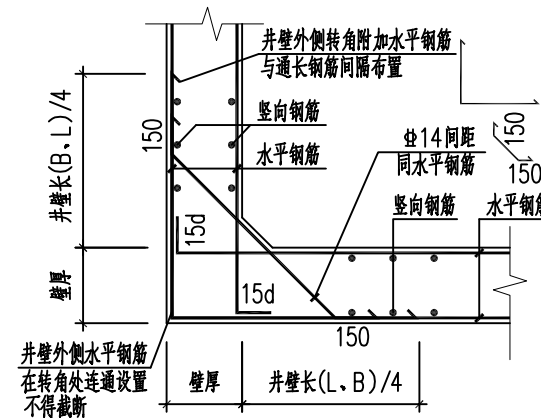 井壁外侧转角附加水平钢筋
与通长钢筋间隔布置
竖向钢筋
水平钢筋
Φ14间距
同水平钢筋
竖向钢筋
水平钢筋
150
150
150
150
15d
15d
井壁长(B、L)/4
壁厚
井壁外侧水平钢筋
在转角处连通设置
不得截断
壁厚
井壁长(L、B)/4